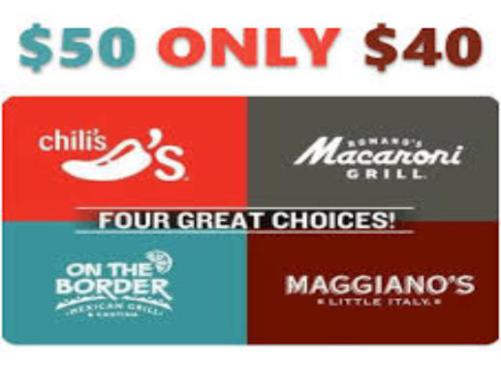 $50 ONLY $40
chili's
'S
ROMANO'S
Macaroni
GRILL
FOUR GREAT CHOICES!
ON THE
BORDER
MEXICAN GRILL
& CANTINA
MAGGIANO'S
LITTLE ITALY